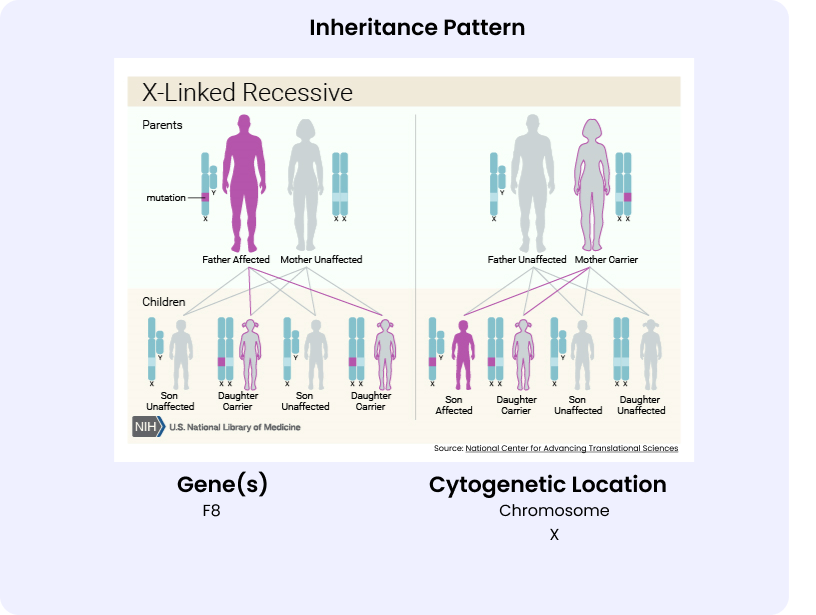 Inheritance Pattern
X-Linked Recessive
Parents
mutation
Y
X
X X
Y
X
X X
Father Affected Mother Unaffected
Father Unaffected Mother Carrier
Children
Y
X
X X
Y
X
X X
Y
X
X X
Y
X
X X
Son
Unaffected
Daughter
Carrier
Son
Unaffected
Daughter
Carrier
Son
Affected
Daughter
Carrier
Son
Unaffected
Daughter
Unaffected
NIH U.S. National Library of Medicine
Source: National Center for Advancing Translational Sciences
Gene(s)
F8
Cytogenetic Location
Chromosome
X